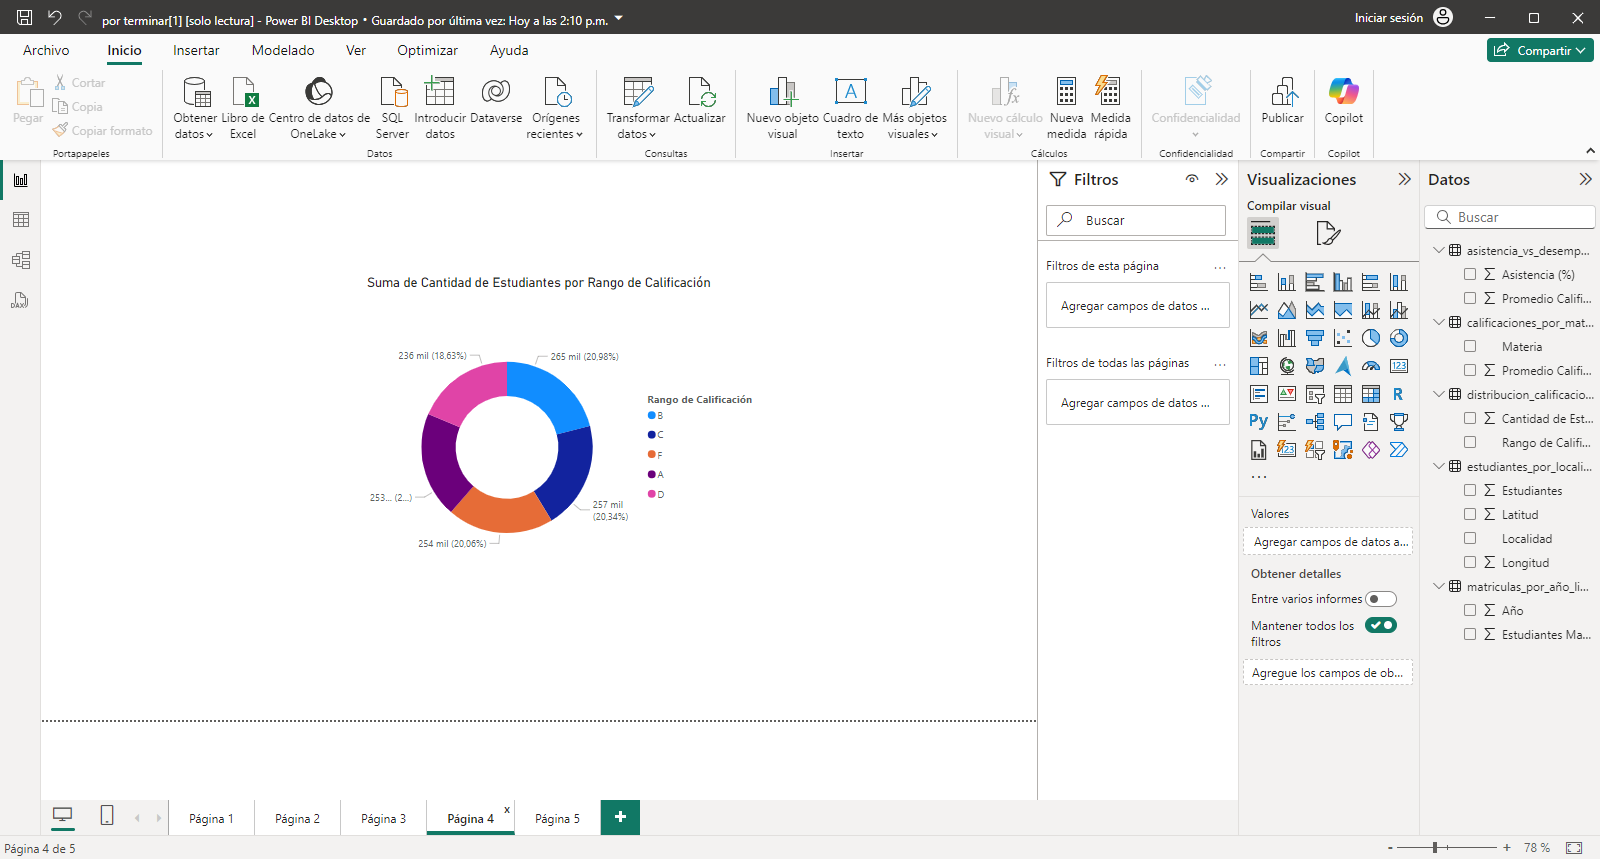 por terminar[1] [solo lectura] - Power BI Desktop • Guardado por última vez: Hoy a las 2:10 p.m.
Iniciar sesión
Archivo
Inicio
Insertar
Modelado
Ver
Optimizar
Ayuda
Compartir
Pegar
Cortar
Copia
Copiar formato
Portapapeles
Obtener datos
Libro de Excel
Centro de datos de OneLake
SQL Server
Introducir datos
Dataverse
Orígenes recientes
Datos
Transformar datos
Actualizar
Consultas
Nuevo objeto visual
Cuadro de texto
Más objetos visuales
Insertar
Nuevo cálculo visual
Nueva medida
Medida rápida
Cálculos
Confidencialidad
Confidencialidad
Publicar
Compartir
Copilot
Copilot
DAX
Suma de Cantidad de Estudiantes por Rango de Calificación
236 mil (18,63%)
265 mil (20,98%)
253... (2...)
257 mil
(20,34%)
254 mil (20,06%)
Rango de Calificación
B
C
F
A
D
Filtros
Buscar
Filtros de esta página
...
Agregar campos de datos ...
Filtros de todas las páginas
...
Agregar campos de datos ...
Visualizaciones
Compilar visual
123
R
Py
123
...
Valores
Agregar campos de datos a...
Obtener detalles
Entre varios informes
Mantener todos los
filtros
Agregue los campos de ob...
Datos
Buscar
asistencia_vs_desemp...
Asistencia (%)
Promedio Califi...
calificaciones_por_mat...
Materia
Promedio Califi...
distribucion_calificacio...
Cantidad de Est...
Rango de Califi...
estudiantes_por_locali...
Estudiantes
Latitud
Localidad
Longitud
matriculas_por_año_li...
Año
Estudiantes Ma...
Página 1
Página 2
Página 3
Página 4
x
Página 5
+
Página 4 de 5
-
+
78 %